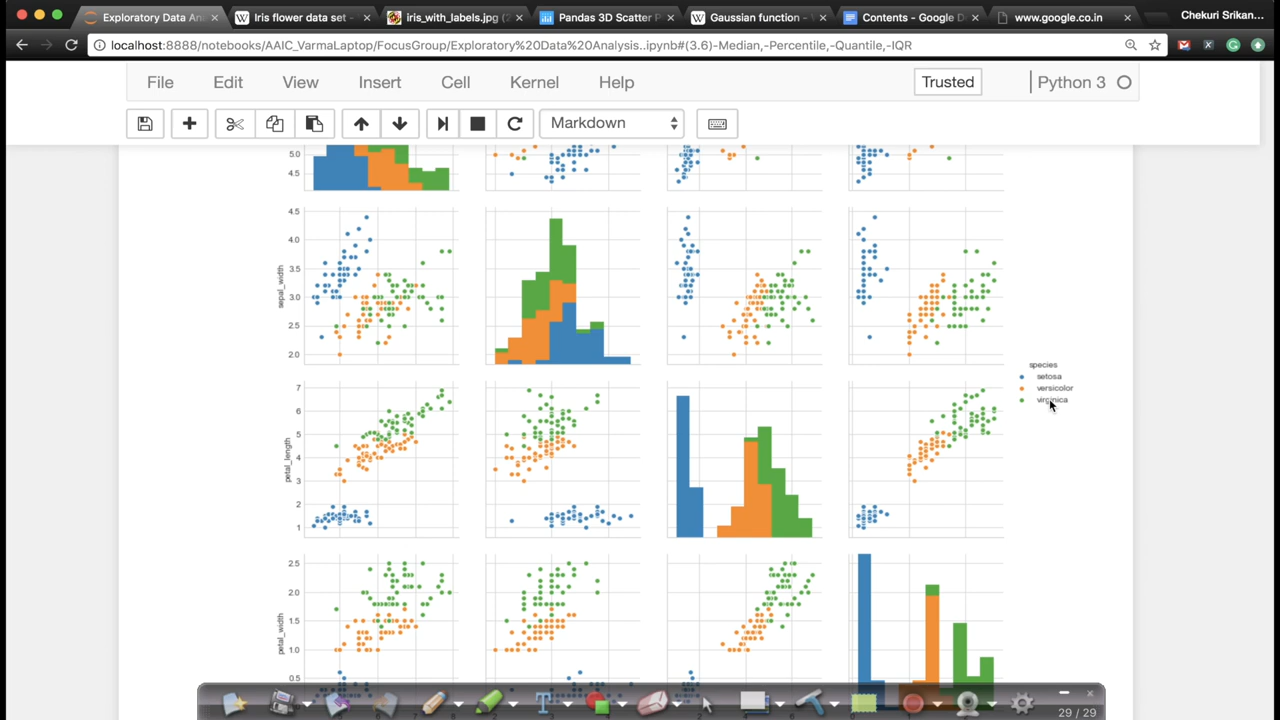 Exploratory Data An
Iris flower data set -
iris_with_labels.jpg (2
Pandas 3D Scatter P
Gaussian function -
Contents - Google D
www.google.co.in
Chekuri Srikan...
localhost:8888/notebooks/AAIC_VarmaLaptop/FocusGroup/Exploratory%20Data%20Analysis..ipynb#(3.6)-Median,-Percentile,-Quantile,-IQR
File Edit View Insert Cell Kernel Help
Trusted
Python 3
Markdown
5.0
4.5
4.5
4.0
3.5
3.0
2.5
2.0
sepal_width
species
setosa
versicolor
virginica
7
6
5
4
3
2
1
petal_length
2.5
2.0
1.5
1.0
0.5
petal_width
29 / 29